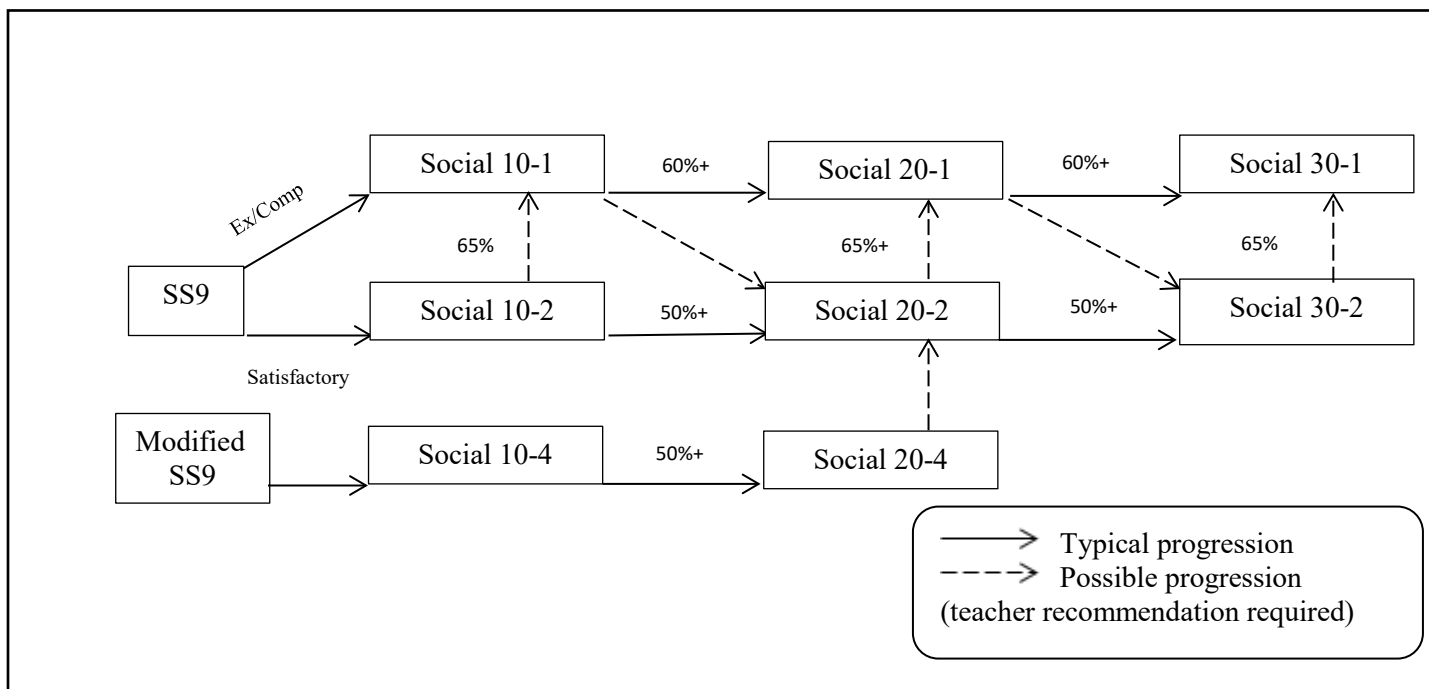 Social 10-1
60%+
Social 20-1
60%+
Social 30-1
Ex/Comp
65%
65%+
65%
SS9
Social 10-2
50%+
Social 20-2
50%+
Social 30-2
Satisfactory
Modified
SS9
Social 10-4
50%+
Social 20-4
Typical progression
Possible progression
(teacher recommendation required)